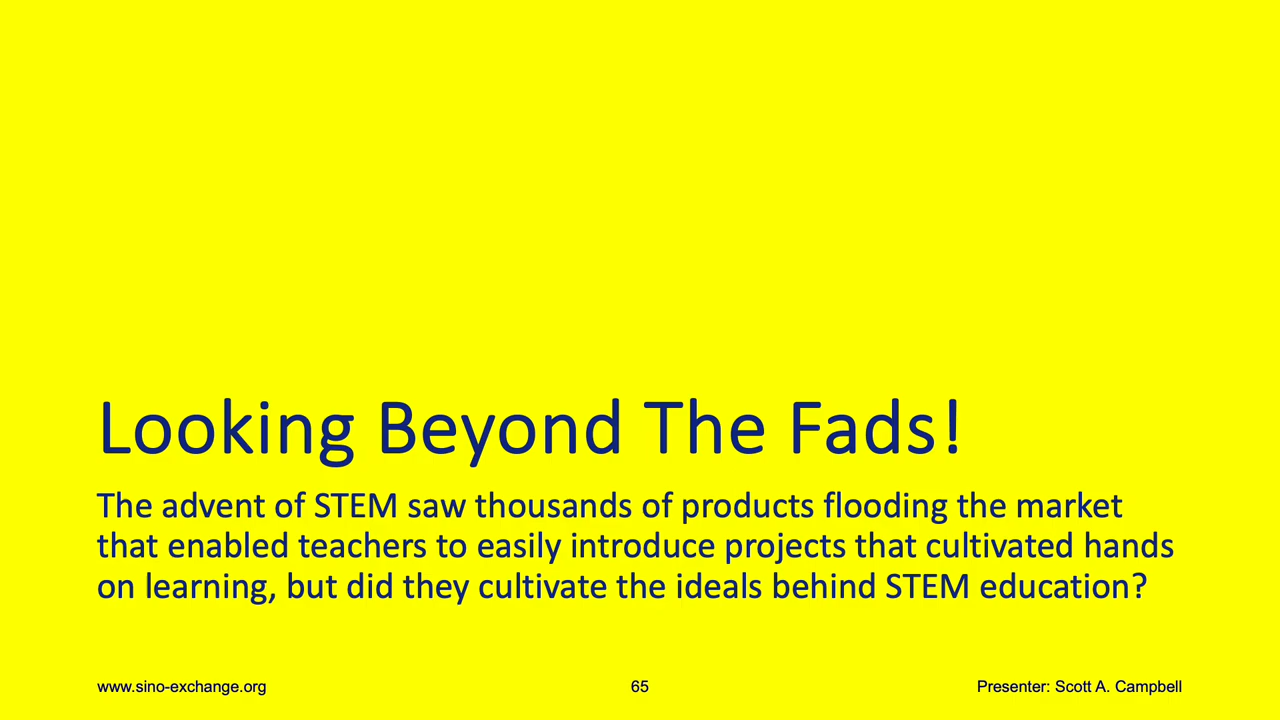 Looking Beyond The Fads!
The advent of STEM saw thousands of products flooding the market
that enabled teachers to easily introduce projects that cultivated hands
on learning, but did they cultivate the ideals behind STEM education?
www.sino-exchange.org
65
Presenter: Scott A. Campbell